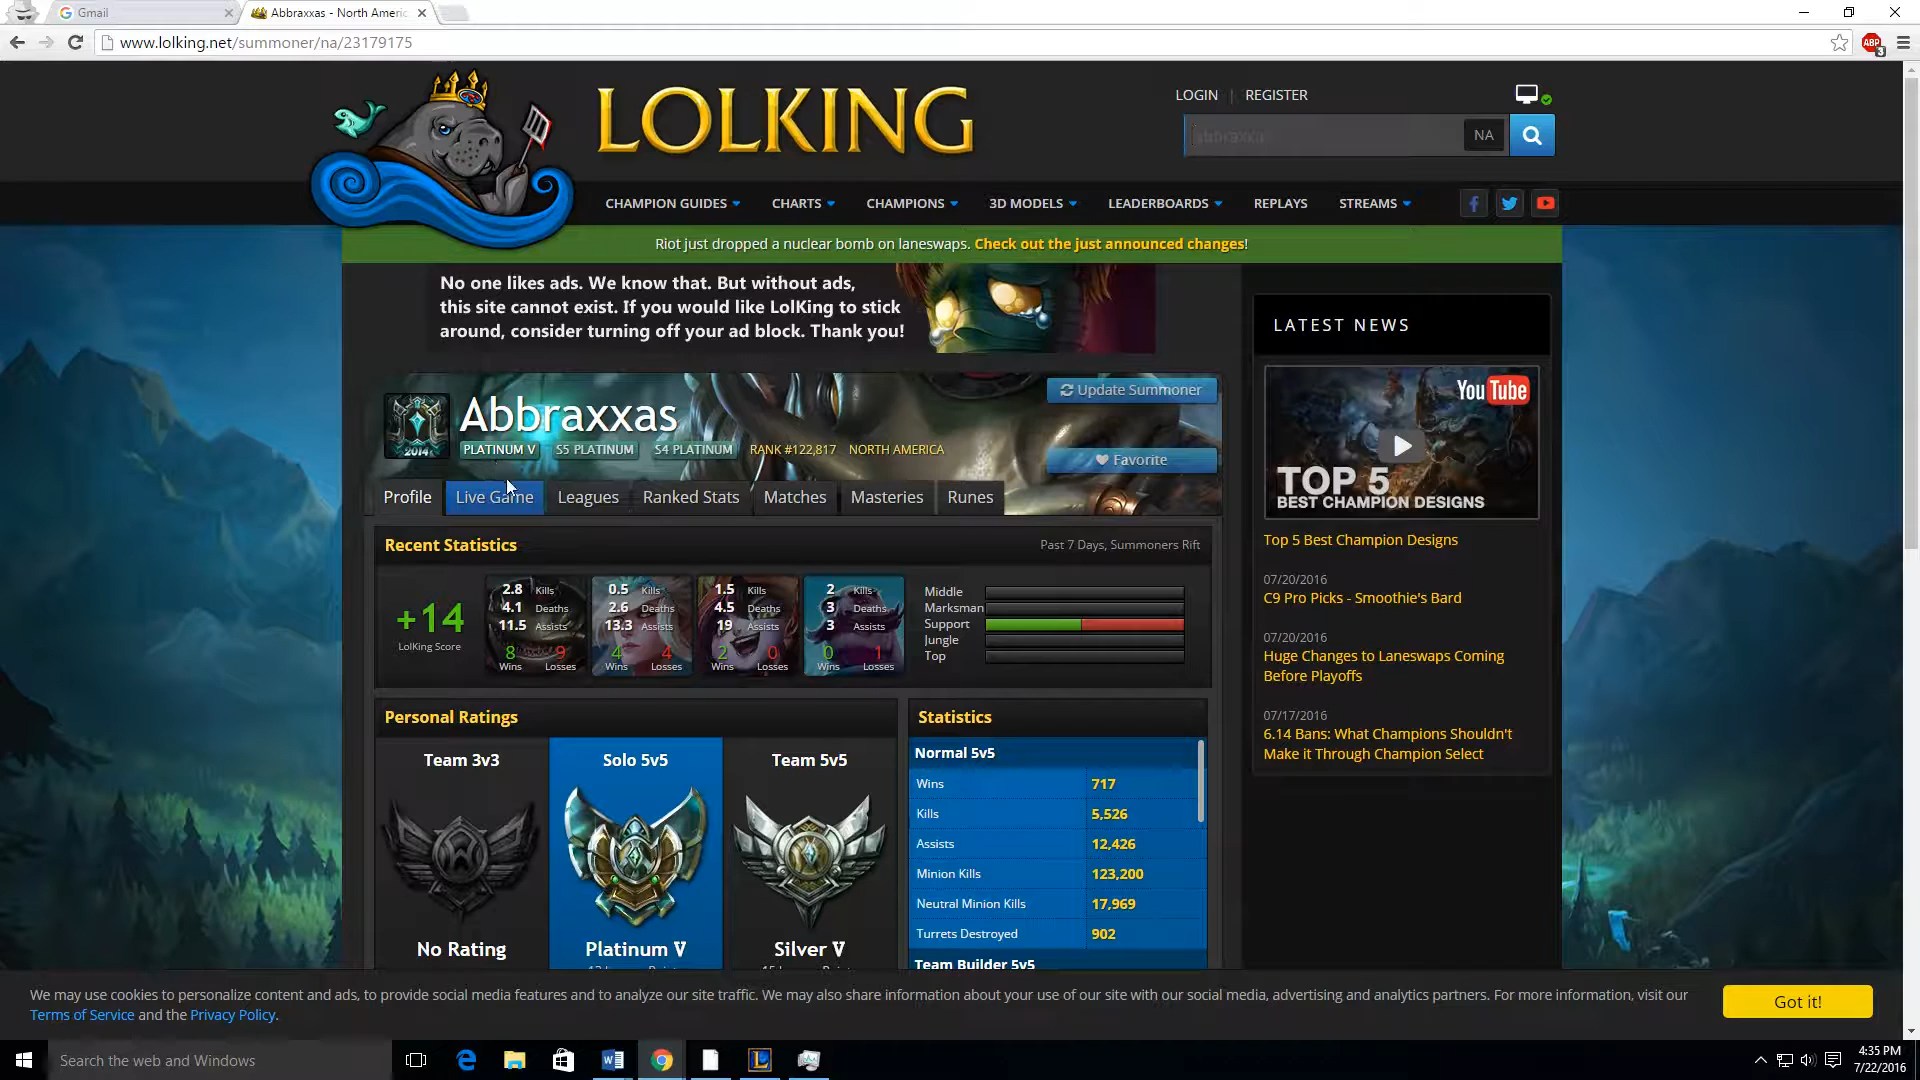 Gmail
Abbraxxas - North Americ
www.lolking.net/summoner/na/23179175
ABP
3
LOLKING
LOGIN | REGISTER
abbraxxa
NA
CHAMPION GUIDES
CHARTS
CHAMPIONS
3D MODELS
LEADERBOARDS
REPLAYS
STREAMS
Riot just dropped a nuclear bomb on laneswaps. Check out the just announced changes!
No one likes ads. We know that. But without ads,
this site cannot exist. If you would like LolKing to stick
around, consider turning off your ad block. Thank you!
LATEST NEWS
YouTube
TOP 5
BEST CHAMPION DESIGNS
Top 5 Best Champion Designs
07/20/2016
C9 Pro Picks - Smoothie's Bard
07/20/2016
Huge Changes to Laneswaps Coming
Before Playoffs
07/17/2016
6.14 Bans: What Champions Shouldn't
Make it Through Champion Select
Update Summoner
2014
Abbraxxas
PLATINUM V S5 PLATINUM S4 PLATINUM RANK #122,817 NORTH AMERICA
Favorite
Profile Live Game Leagues Ranked Stats Matches Masteries Runes
Recent Statistics
Past 7 Days, Summoners Rift
+14
LolKing Score
2.8 Kills
4.1 Deaths
11.5 Assists
8 9
Wins Losses
0.5 Kills
2.6 Deaths
13.3 Assists
4 4
Wins Losses
1.5 Kills
4.5 Deaths
19 Assists
2 0
Wins Losses
2 Kills
3 Deaths
3 Assists
0 1
Wins Losses
Middle
Marksman
Support
Jungle
Top
Personal Ratings
Team 3v3
No Rating
Solo 5v5
Platinum V
Team 5v5
Silver V
Statistics
Normal 5v5
Wins 717
Kills 5,526
Assists 12,426
Minion Kills 123,200
Neutral Minion Kills 17,969
Turrets Destroyed 902
Team Builder 5v5
We may use cookies to personalize content and ads, to provide social media features and to analyze our site traffic. We may also share information about your use of our site with our social media, advertising and analytics partners. For more information, visit our
Terms of Service and the Privacy Policy.
Got it!
Search the web and Windows
4:35 PM
7/22/2016